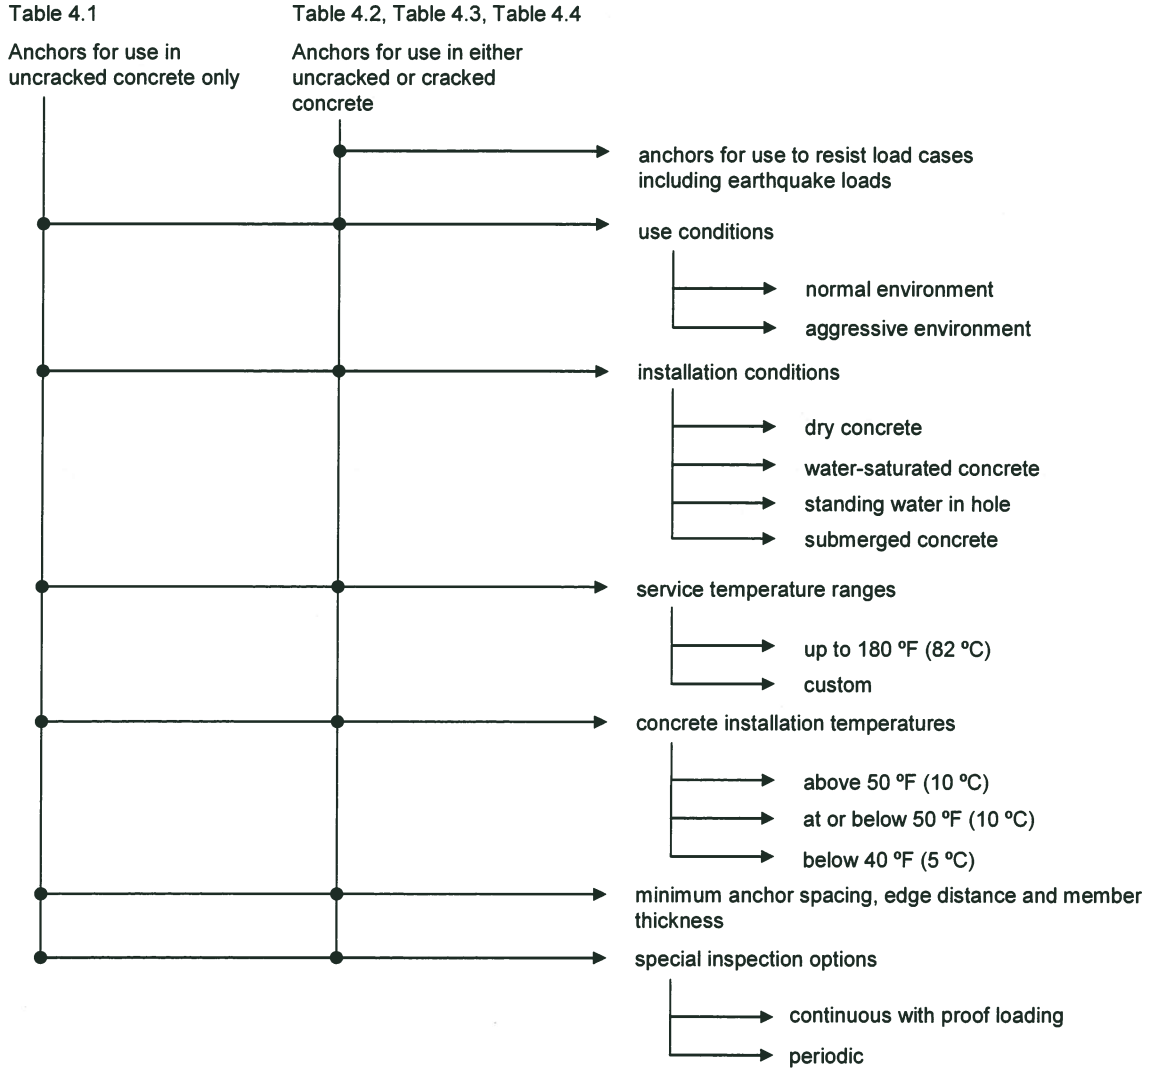 Table 4.1
Anchors for use in
uncracked concrete only
Table 4.2, Table 4.3, Table 4.4
Anchors for use in either
uncracked or cracked
concrete
anchors for use to resist load cases
including earthquake loads
use conditions
normal environment
aggressive environment
installation conditions
dry concrete
water-saturated concrete
standing water in hole
submerged concrete
service temperature ranges
up to 180 ºF (82 ºC)
custom
concrete installation temperatures
above 50 ºF (10 ºC)
at or below 50 ºF (10 ºC)
below 40 ºF (5 ºC)
minimum anchor spacing, edge distance and member
thickness
special inspection options
continuous with proof loading
periodic